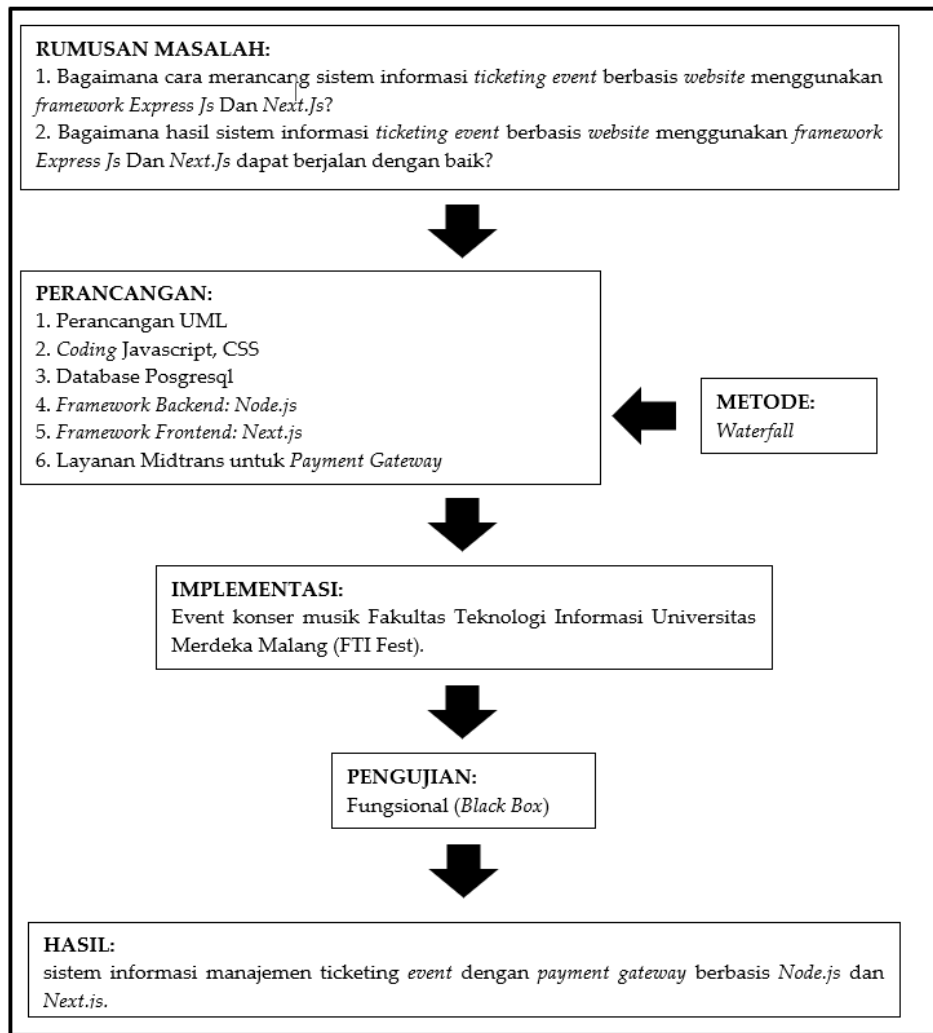 RUMUSAN MASALAH:
1. Bagaimana cara merancang sistem informasi ticketing event berbasis website menggunakan
framework Express Js Dan Next.Js?
2. Bagaimana hasil sistem informasi ticketing event berbasis website menggunakan framework
Express Js Dan Next.Js dapat berjalan dengan baik?
PERANCANGAN:
1. Perancangan UML
2. Coding Javascript, CSS
3. Database Posgresql
4. Framework Backend: Node.js
5. Framework Frontend: Next.js
6. Layanan Midtrans untuk Payment Gateway
METODE:
Waterfall
IMPLEMENTASI:
Event konser musik Fakultas Teknologi Informasi Universitas
Merdeka Malang (FTI Fest).
PENGUJIAN:
Fungsional (Black Box)
HASIL:
sistem informasi manajemen ticketing event dengan payment gateway berbasis Node.js dan
Next.js.